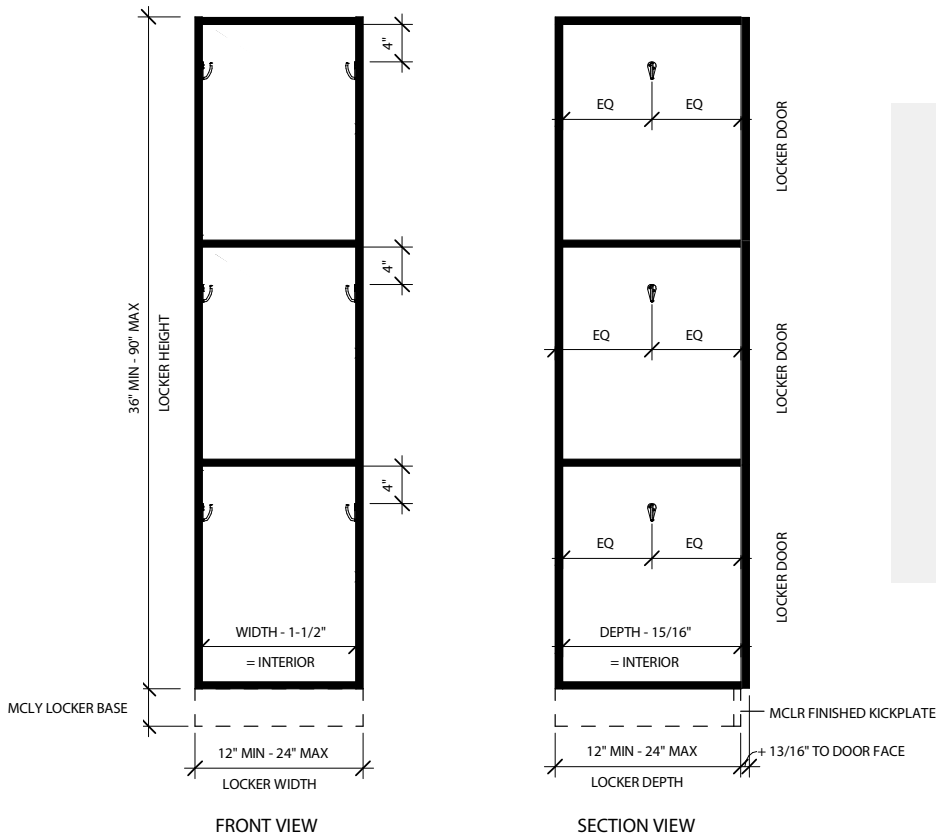 4"
4"
4"
36" MIN - 90" MAX
LOCKER HEIGHT
WIDTH - 1-1/2"
= INTERIOR
MCLY LOCKER BASE
12" MIN - 24" MAX
LOCKER WIDTH
FRONT VIEW
EQ EQ
LOCKER DOOR
EQ EQ
LOCKER DOOR
EQ EQ
LOCKER DOOR
DEPTH - 15/16"
= INTERIOR
MCLR FINISHED KICKPLATE
12" MIN - 24" MAX
+ 13/16" TO DOOR FACE
LOCKER DEPTH
SECTION VIEW